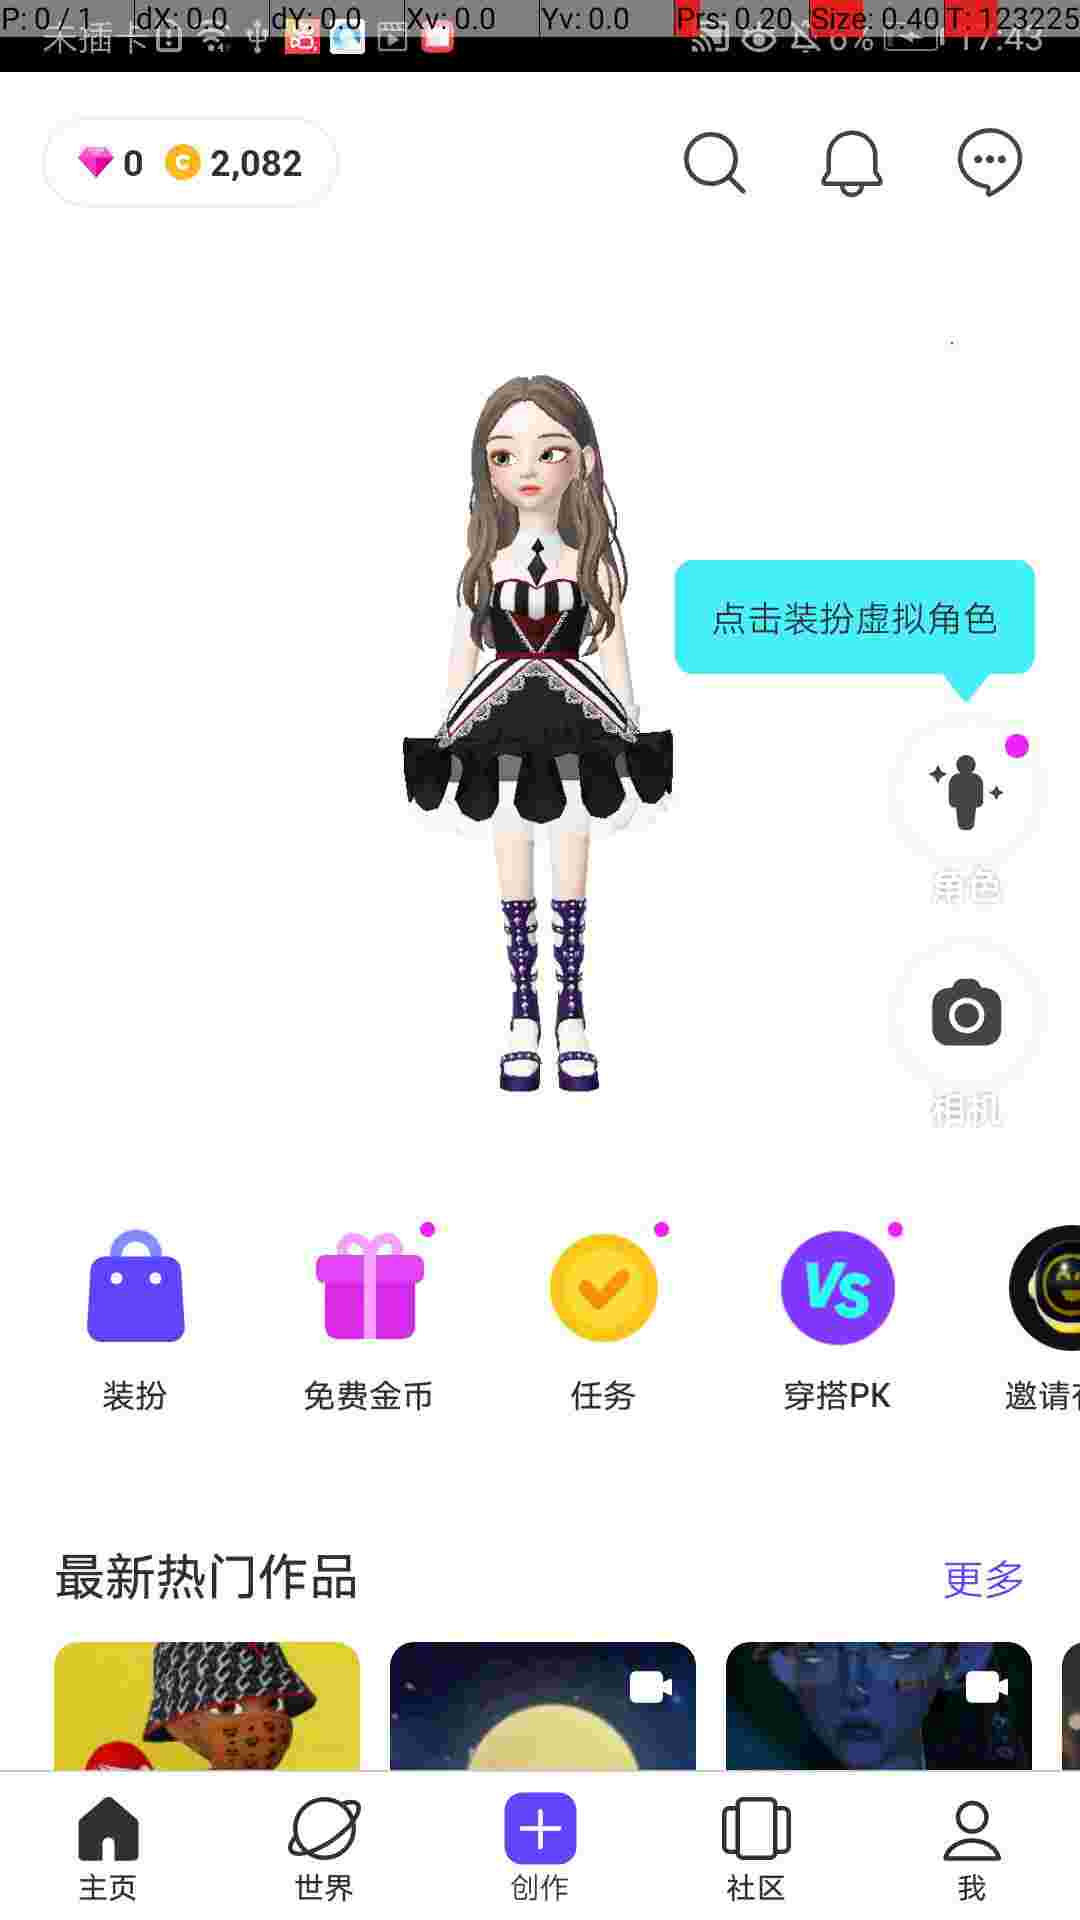 P: 0 / 1 dX: 0.0 dY: 0.0 Xv: 0.0 Yv: 0.0 Prs: 0.20 Size: 0.40 T: 123225
未插卡 6% 17:43
0 2,082
点击装扮虚拟角色
角色
相机
VS
装扮 免费金币 任务 穿搭PK 邀请
最新热门作品 更多
主页 世界 创作 社区 我